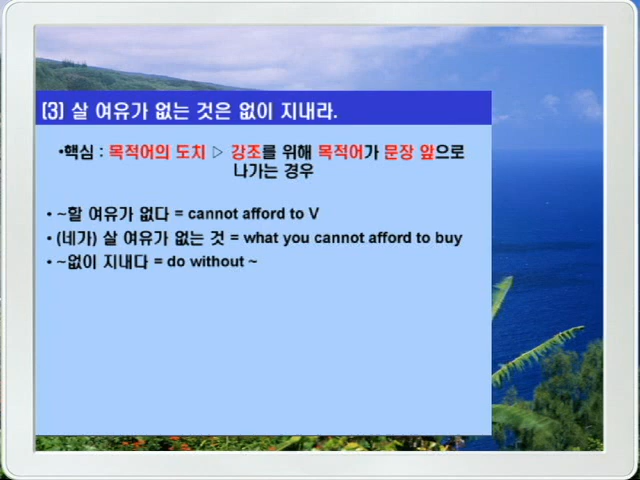 [3] 살 여유가 없는 것은 없이 지내라.
•핵심 : 목적어의 도치 ▷ 강조를 위해 목적어가 문장 앞으로
나가는 경우
• ~할 여유가 없다 = cannot afford to V
• (네가) 살 여유가 없는 것 = what you cannot afford to buy
• ~없이 지내다 = do without ~